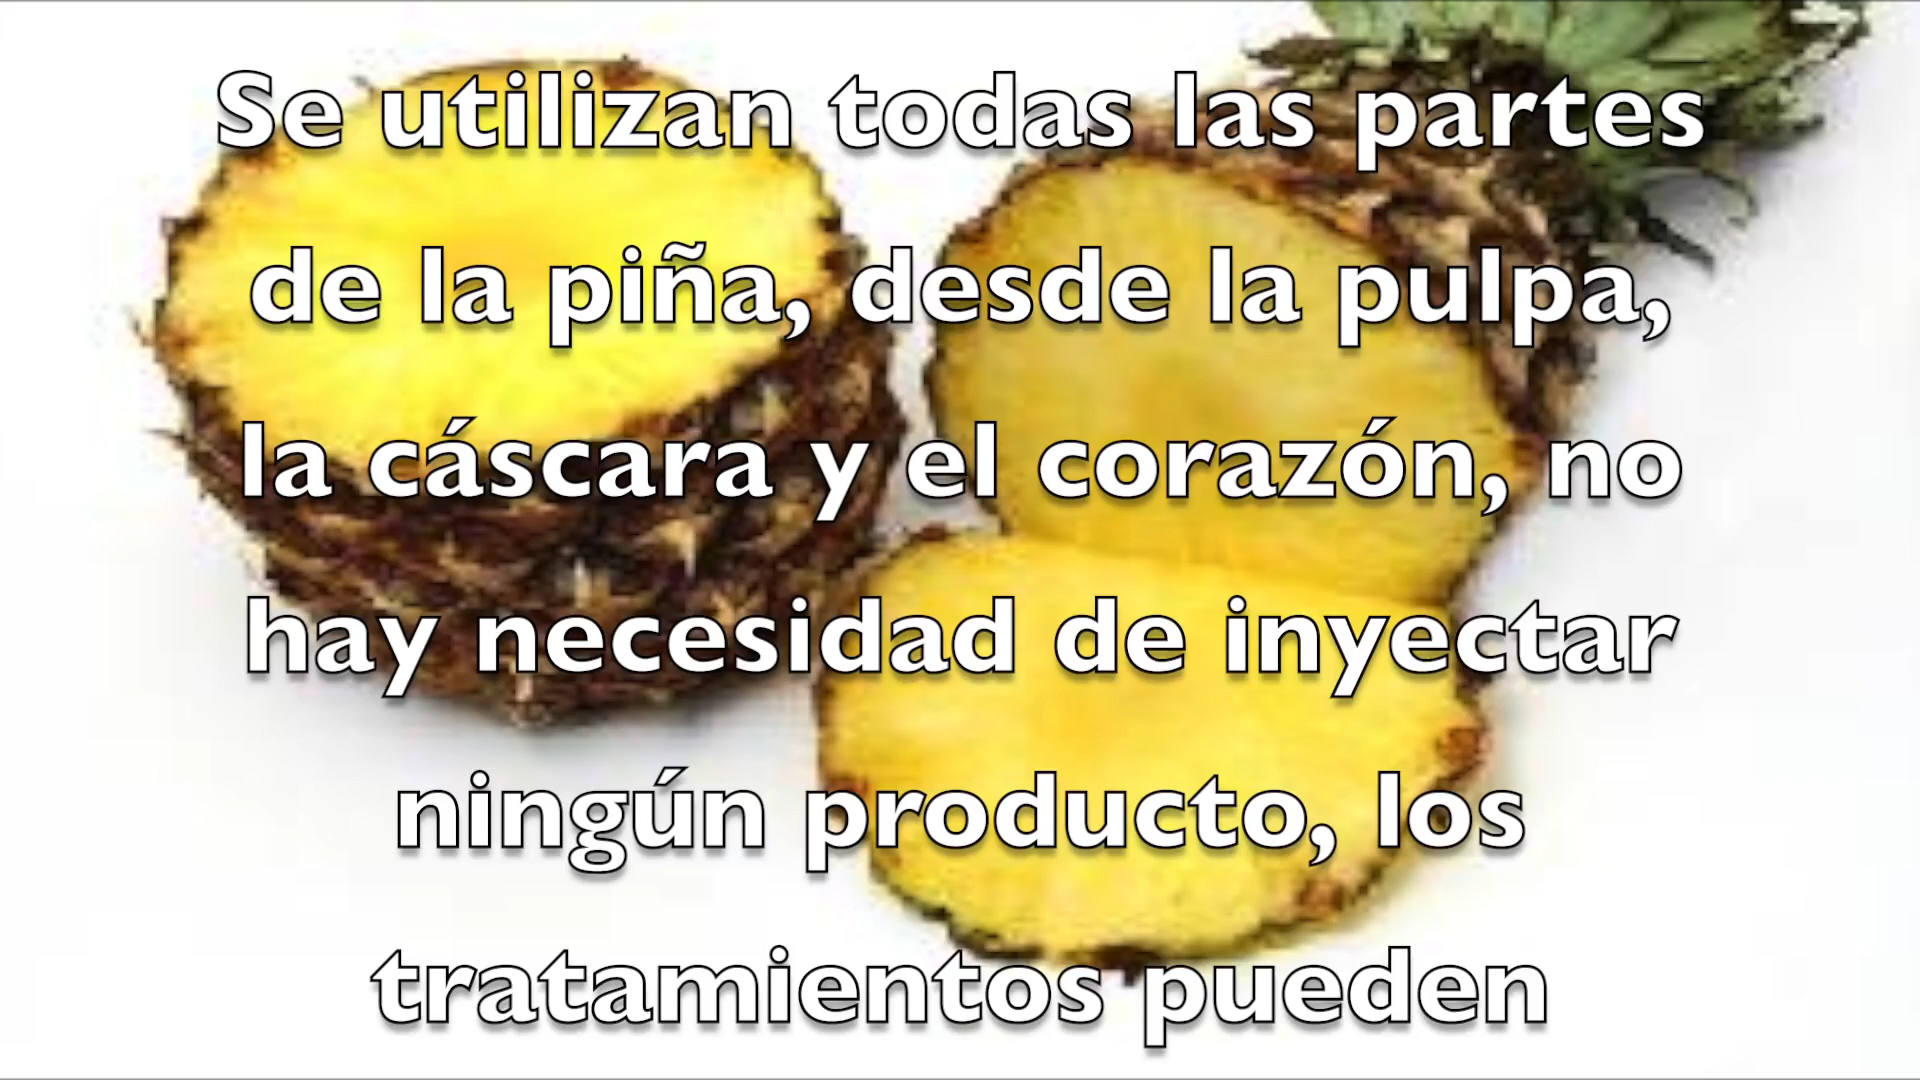 Se utilizan todas las partes
de la piña, desde la pulpa,
la cáscara y el corazón, no
hay necesidad de inyectar
ningún producto, los
tratamientos pueden